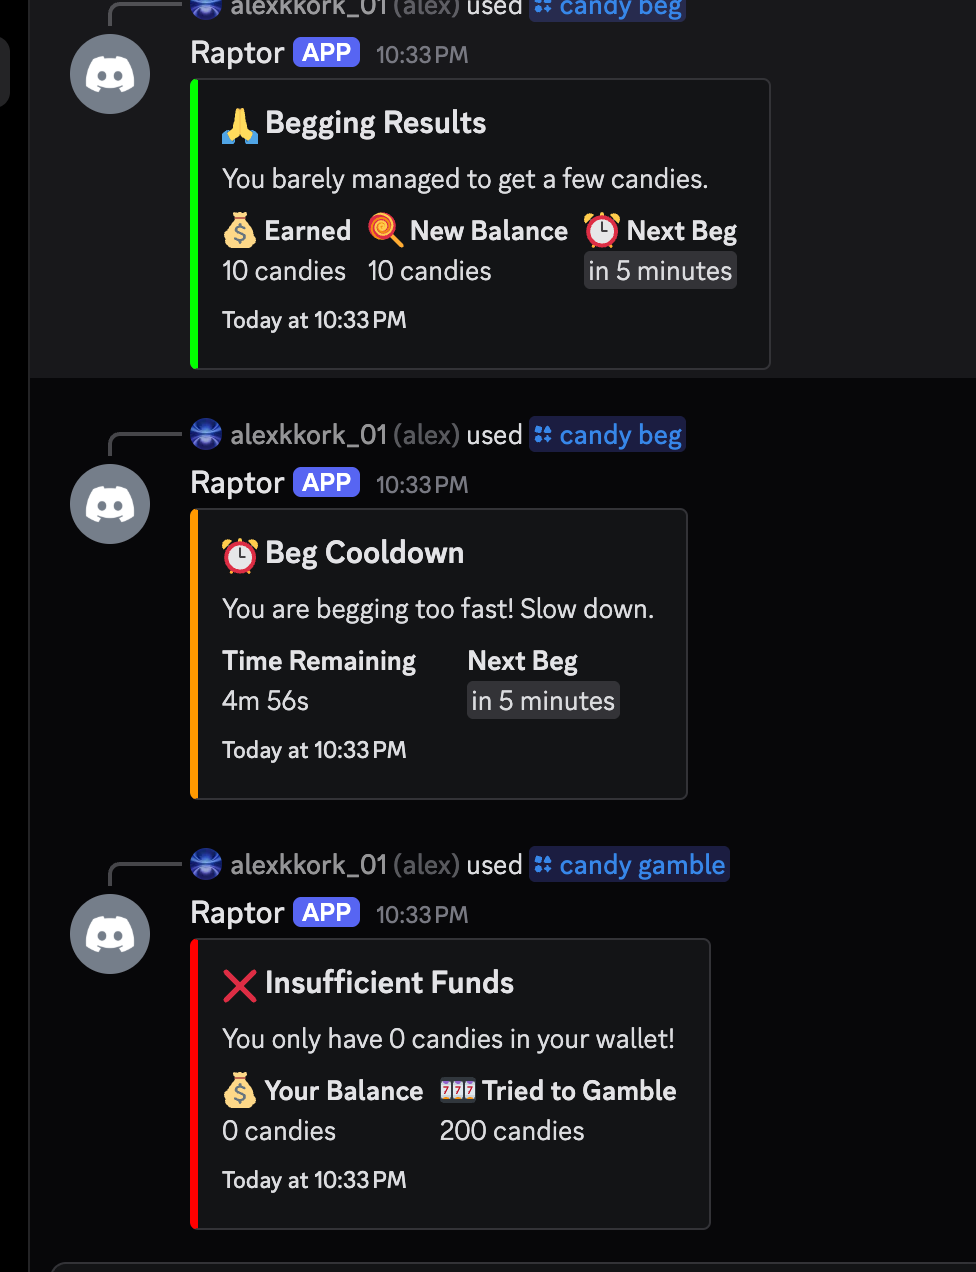 alexkkork_01 (alex) used candy beg
Raptor APP 10:33 PM
🙏 Begging Results
You barely managed to get a few candies.
💰 Earned 🍭 New Balance ⏰ Next Beg
10 candies 10 candies in 5 minutes
Today at 10:33 PM
alexkkork_01 (alex) used candy beg
Raptor APP 10:33 PM
⏰ Beg Cooldown
You are begging too fast! Slow down.
Time Remaining Next Beg
4m 56s in 5 minutes
Today at 10:33 PM
alexkkork_01 (alex) used candy gamble
Raptor APP 10:33 PM
❌ Insufficient Funds
You only have 0 candies in your wallet!
💰 Your Balance 🎰 Tried to Gamble
0 candies 200 candies
Today at 10:33 PM